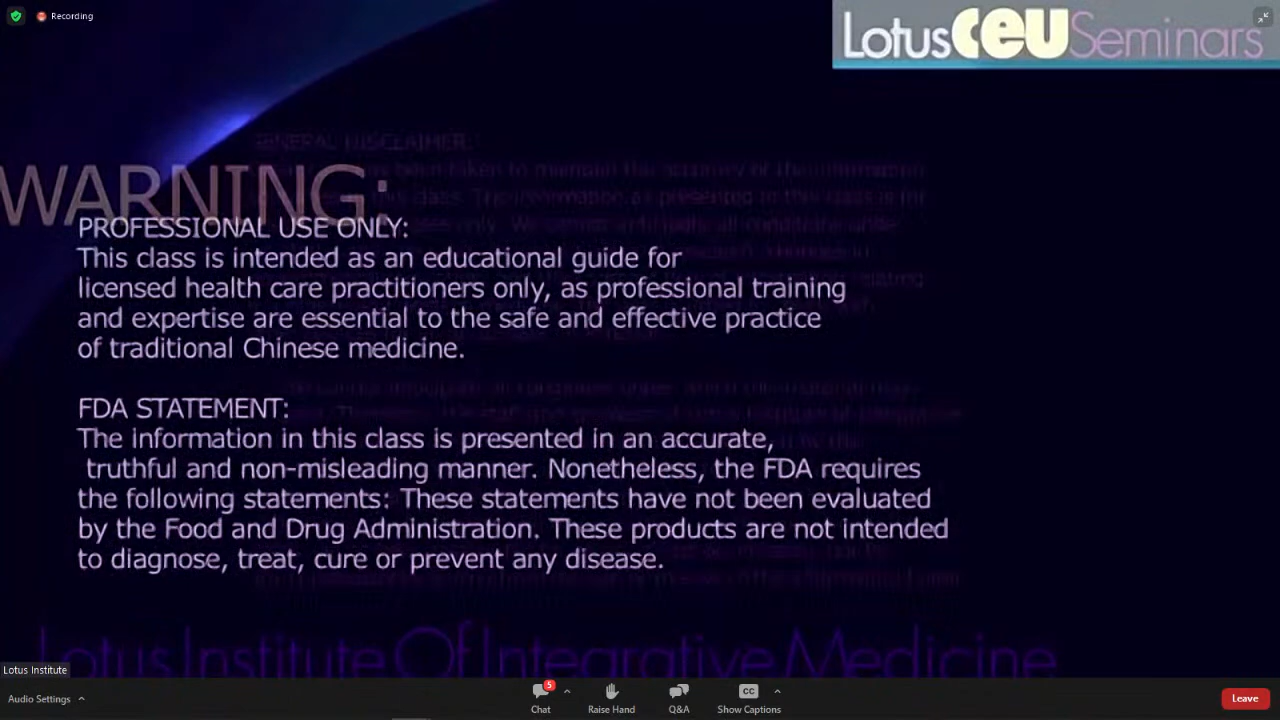 Recording
LotusCEUSeminars
WARNING:
PROFESSIONAL USE ONLY:
This class is intended as an educational guide for
licensed health care practitioners only, as professional training
and expertise are essential to the safe and effective practice
of traditional Chinese medicine.
FDA STATEMENT:
The information in this class is presented in an accurate,
truthful and non-misleading manner. Nonetheless, the FDA requires
the following statements: These statements have not been evaluated
by the Food and Drug Administration. These products are not intended
to diagnose, treat, cure or prevent any disease.
GENERAL DISCLAIMER:
Lotus Institute Of Integrative Medicine
Lotus Institute
Audio Settings
5
Chat
Raise Hand
Q&A
CC
Show Captions
Leave